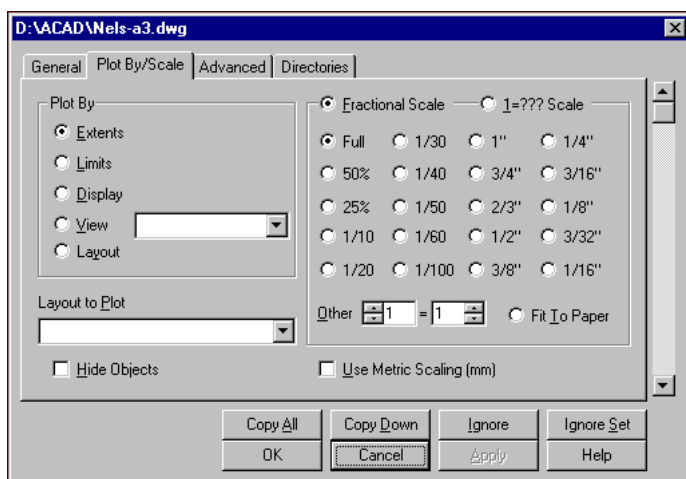 D:\ACAD\Nels-a3.dwg
General Plot By/Scale Advanced Directories
Plot By
Extents
Limits
Display
View
Layout
Layout to Plot
Hide Objects
Fractional Scale 1=??? Scale
Full 1/30 1" 1/4"
50% 1/40 3/4" 3/16"
25% 1/50 2/3" 1/8"
1/10 1/60 1/2" 3/32"
1/20 1/100 3/8" 1/16"
Other 1 = 1 Fit To Paper
Use Metric Scaling (mm)
Copy All Copy Down Ignore Ignore Set
OK Cancel Apply Help